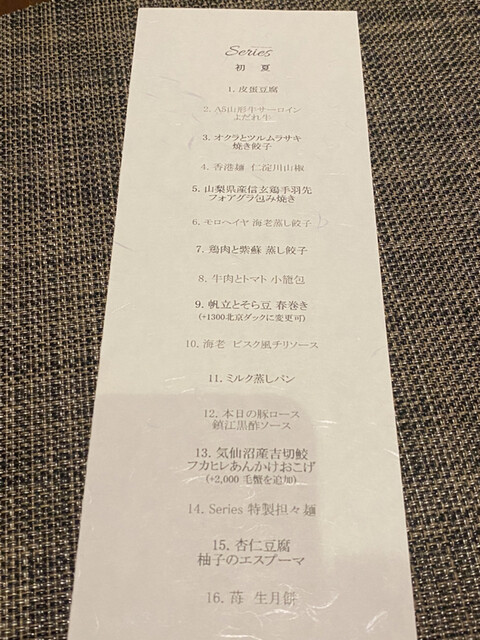 Series
初 夏
1. 皮蛋豆腐
2. A5山形牛サーロイン
よだれ牛
3. オクラとツルムラサキ
焼き餃子
4. 香港麺 仁淀川山椒
5. 山梨県産信玄鶏手羽先
フォアグラ包み焼き
6. モロヘイヤ 海老蒸し餃子
7. 鶏肉と紫蘇 蒸し餃子
8. 牛肉とトマト 小籠包
9. 帆立とそら豆 春巻き
(+1300北京ダックに変更可)
10. 海老 ビスク風チリソース
11. ミルク蒸しパン
12. 本日の豚ロース
鎮江黒酢ソース
13. 気仙沼産吉切鮫
フカヒレあんかけおこげ
(+2,000 毛蟹を追加)
14. Series 特製担々麺
15. 杏仁豆腐
柚子のエスプーマ
16. 苺 生月餅